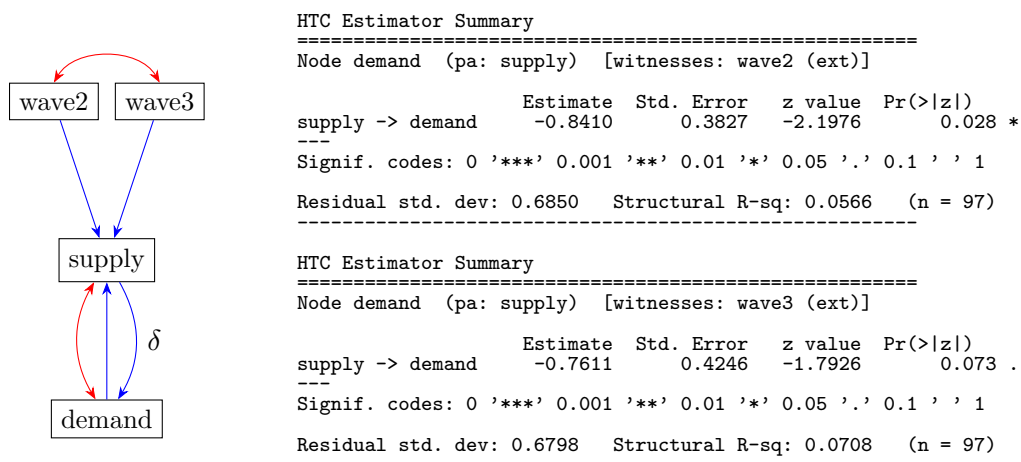 wave2 wave3
supply
δ
demand
HTC Estimator Summary
=======================================================
Node demand  (pa: supply)  [witnesses: wave2 (ext)]
                    Estimate  Std. Error   z value  Pr(>|z|)
supply -> demand     -0.8410      0.3827   -2.1976     0.028 *
---
Signif. codes: 0 '***' 0.001 '**' 0.01 '*' 0.05 '.' 0.1 ' ' 1
Residual std. dev: 0.6850   Structural R-sq: 0.0566   (n = 97)
-------------------------------------------------------
HTC Estimator Summary
=======================================================
Node demand  (pa: supply)  [witnesses: wave3 (ext)]
                    Estimate  Std. Error   z value  Pr(>|z|)
supply -> demand     -0.7611      0.4246   -1.7926     0.073 .
---
Signif. codes: 0 '***' 0.001 '**' 0.01 '*' 0.05 '.' 0.1 ' ' 1
Residual std. dev: 0.6798   Structural R-sq: 0.0708   (n = 97)